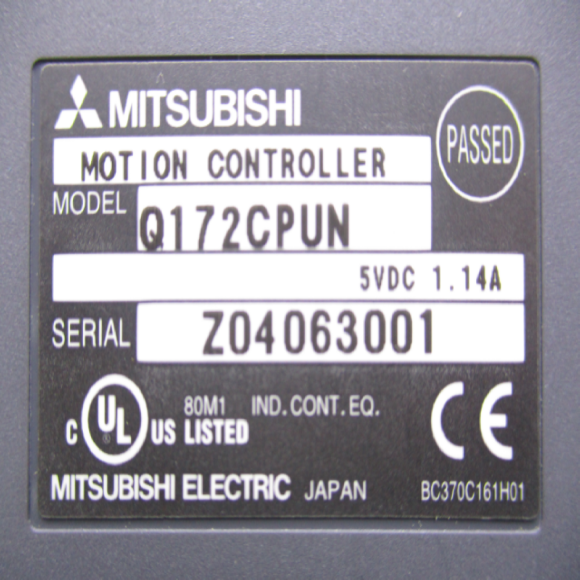 MITSUBISHI
PASSED
MOTION CONTROLLER
MODEL Q172CPUN
5VDC 1.14A
SERIAL Z04063001
C UL ® US LISTED 80M1 IND. CONT. EQ.
CE
MITSUBISHI ELECTRIC JAPAN BC370C161H01